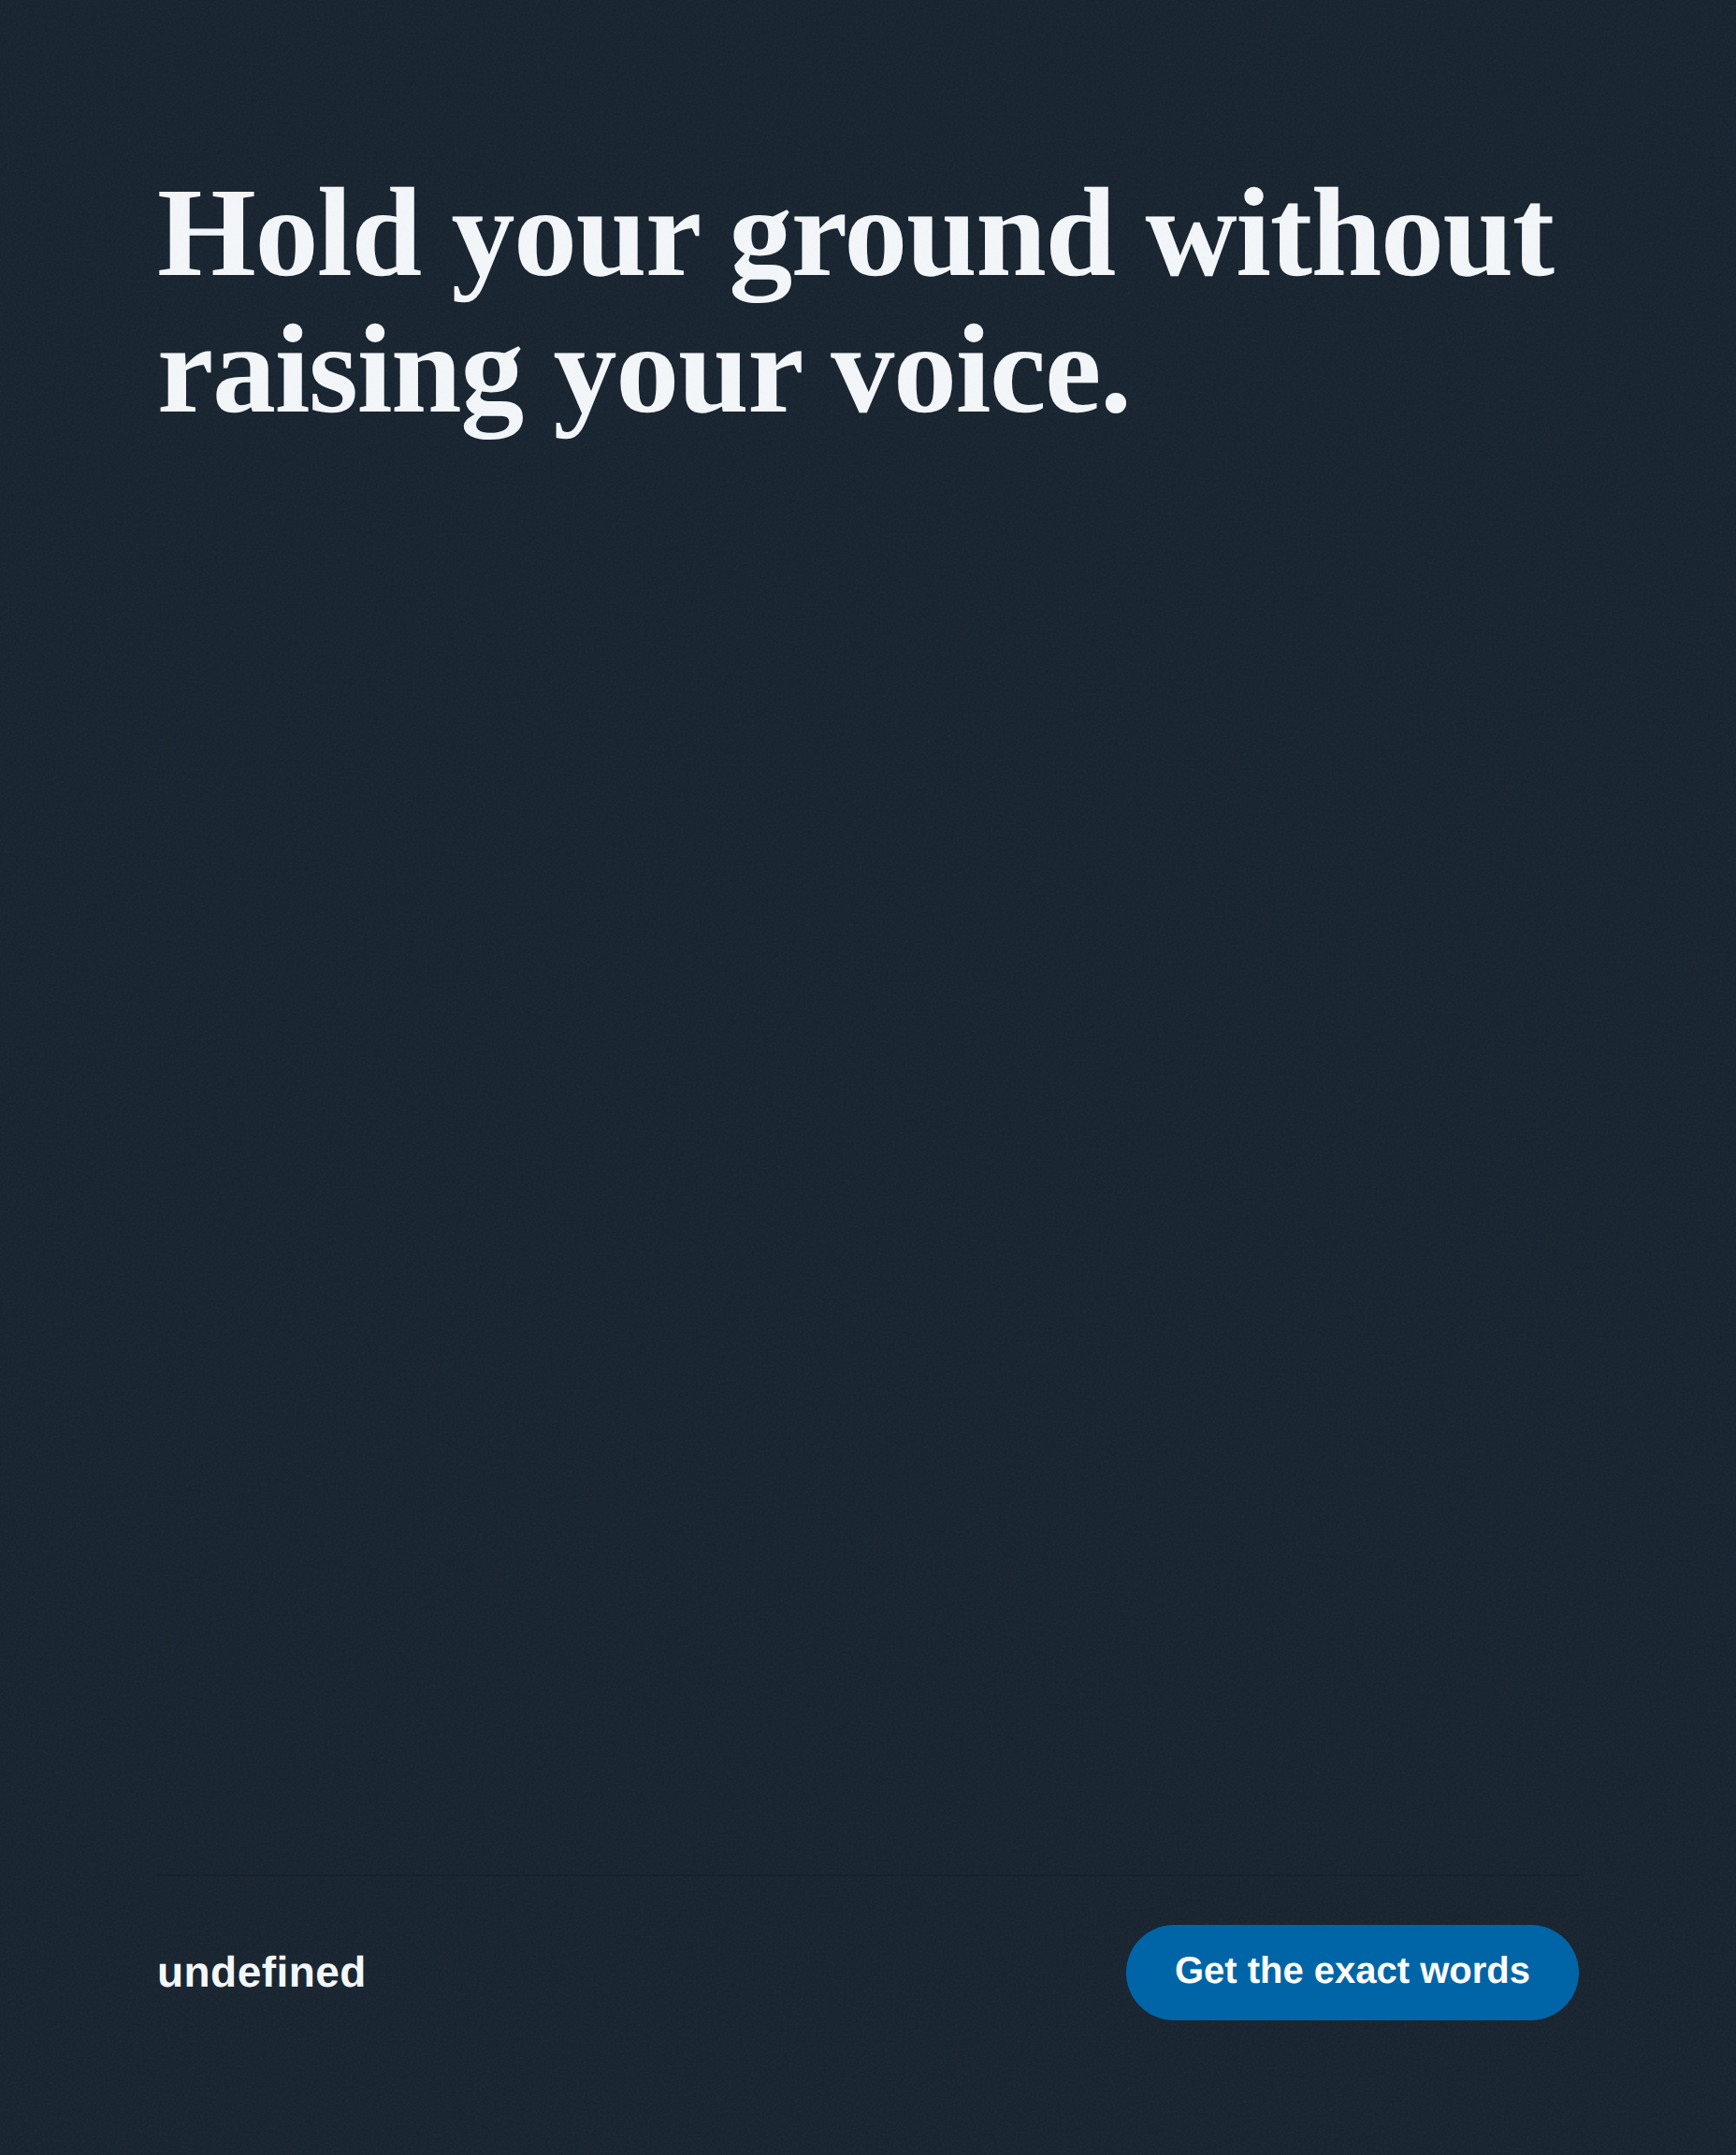 Hold your ground without
raising your voice.
undefined
Get the exact words